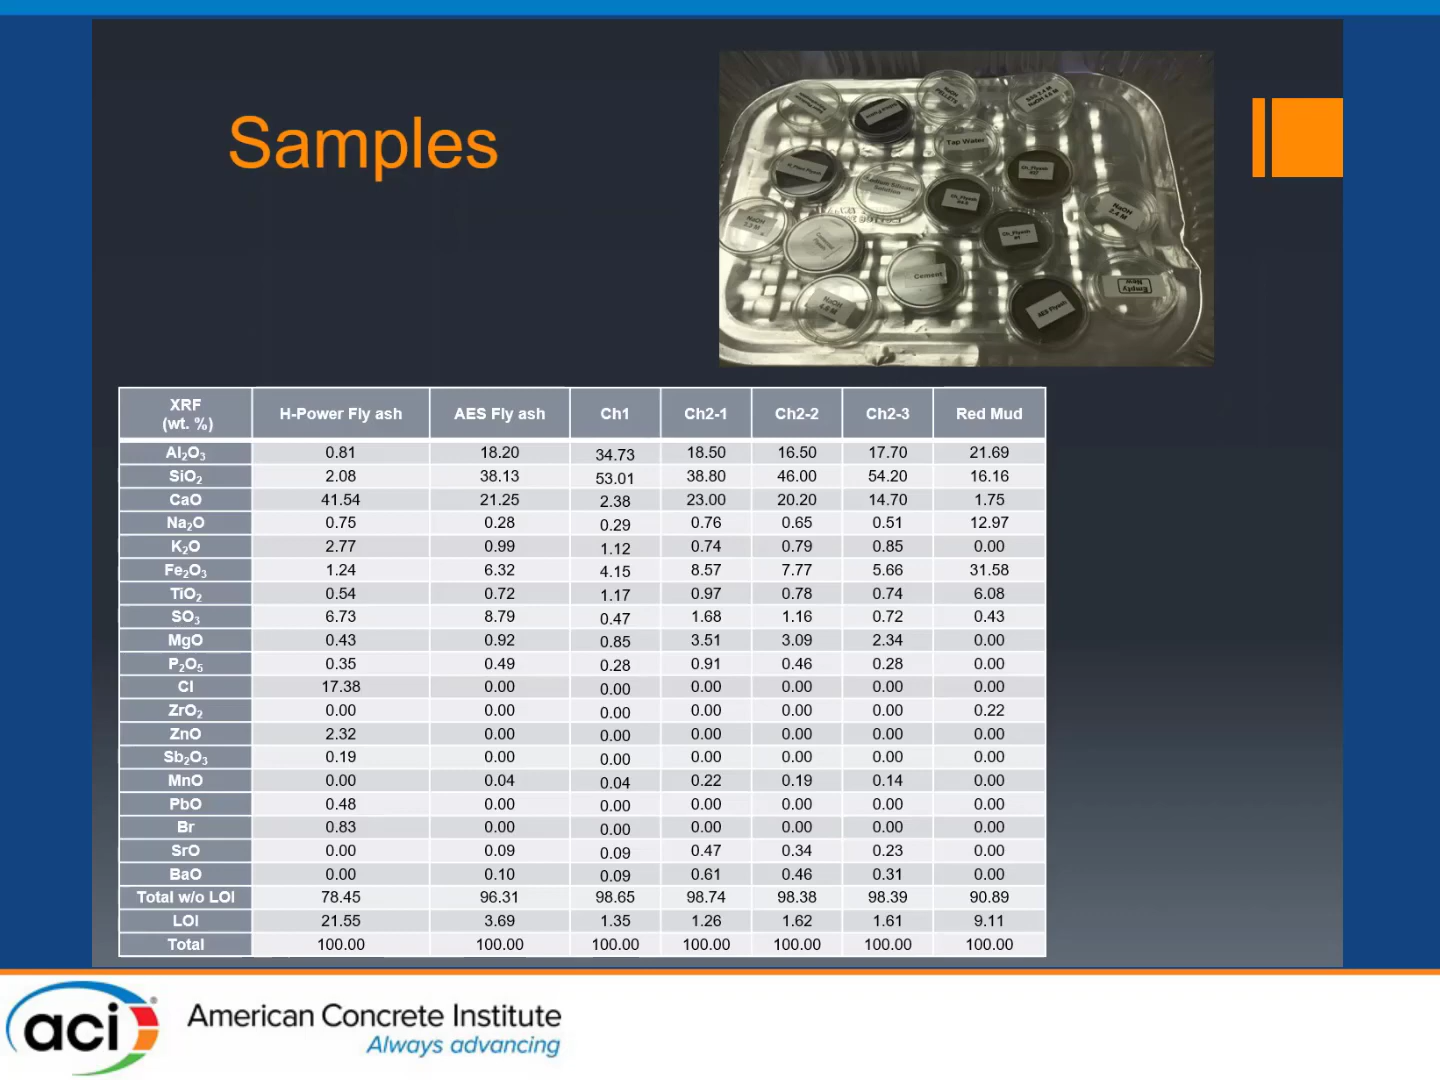 Samples
NaOH
PELLETS
Tap Water
Solution
NaOH
2.4 M
Cement
NaOH
4.6 M
AES Flyash
Empty
New
XRF
(wt. %) H-Power Fly ash AES Fly ash Ch1 Ch2-1 Ch2-2 Ch2-3 Red Mud
Al₂O₃ 0.81 18.20 34.73 18.50 16.50 17.70 21.69
SiO₂ 2.08 38.13 53.01 38.80 46.00 54.20 16.16
CaO 41.54 21.25 2.38 23.00 20.20 14.70 1.75
Na₂O 0.75 0.28 0.29 0.76 0.65 0.51 12.97
K₂O 2.77 0.99 1.12 0.74 0.79 0.85 0.00
Fe₂O₃ 1.24 6.32 4.15 8.57 7.77 5.66 31.58
TiO₂ 0.54 0.72 1.17 0.97 0.78 0.74 6.08
SO₃ 6.73 8.79 0.47 1.68 1.16 0.72 0.43
MgO 0.43 0.92 0.85 3.51 3.09 2.34 0.00
P₂O₅ 0.35 0.49 0.28 0.91 0.46 0.28 0.00
Cl 17.38 0.00 0.00 0.00 0.00 0.00 0.00
ZrO₂ 0.00 0.00 0.00 0.00 0.00 0.00 0.22
ZnO 2.32 0.00 0.00 0.00 0.00 0.00 0.00
Sb₂O₃ 0.19 0.00 0.00 0.00 0.00 0.00 0.00
MnO 0.00 0.04 0.04 0.22 0.19 0.14 0.00
PbO 0.48 0.00 0.00 0.00 0.00 0.00 0.00
Br 0.83 0.00 0.00 0.00 0.00 0.00 0.00
SrO 0.00 0.09 0.09 0.47 0.34 0.23 0.00
BaO 0.00 0.10 0.09 0.61 0.46 0.31 0.00
Total w/o LOI 78.45 96.31 98.65 98.74 98.38 98.39 90.89
LOI 21.55 3.69 1.35 1.26 1.62 1.61 9.11
Total 100.00 100.00 100.00 100.00 100.00 100.00 100.00
aci®
American Concrete Institute
Always advancing